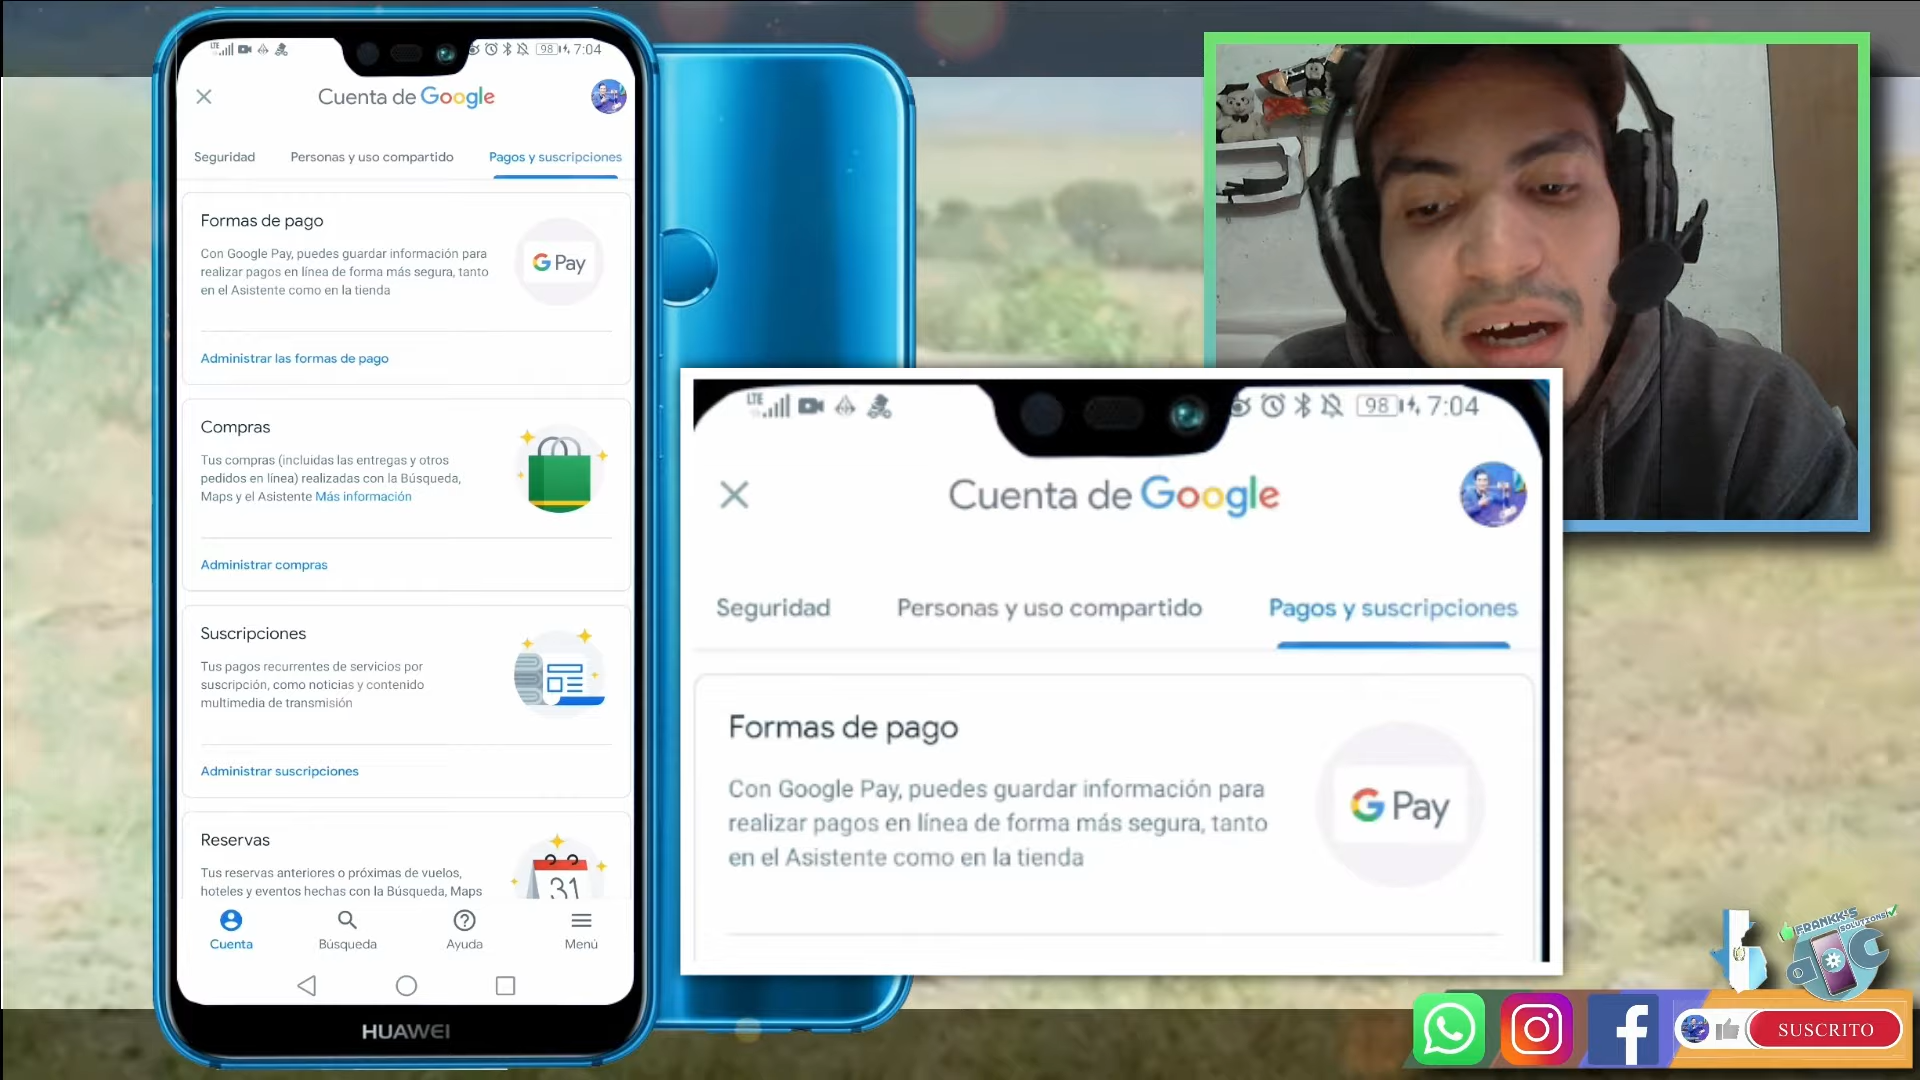 LTE 98 7:04
Cuenta de Google
Seguridad Personas y uso compartido Pagos y suscripciones
Formas de pago
Con Google Pay, puedes guardar información para
realizar pagos en línea de forma más segura, tanto
en el Asistente como en la tienda
G Pay
Administrar las formas de pago
Compras
Tus compras (incluidas las entregas y otros
pedidos en línea) realizadas con la Búsqueda,
Maps y el Asistente Más información
Administrar compras
Suscripciones
Tus pagos recurrentes de servicios por
suscripción, como noticias y contenido
multimedia de transmisión
Administrar suscripciones
Reservas
Tus reservas anteriores o próximas de vuelos,
hoteles y eventos hechas con la Búsqueda, Maps
31
Cuenta Búsqueda Ayuda Menú
HUAWEI
LTE 98 7:04
Cuenta de Google
Seguridad Personas y uso compartido Pagos y suscripciones
Formas de pago
Con Google Pay, puedes guardar información para
realizar pagos en línea de forma más segura, tanto
en el Asistente como en la tienda
G Pay
FRANKK'S
SOLUTIONS
SUSCRITO